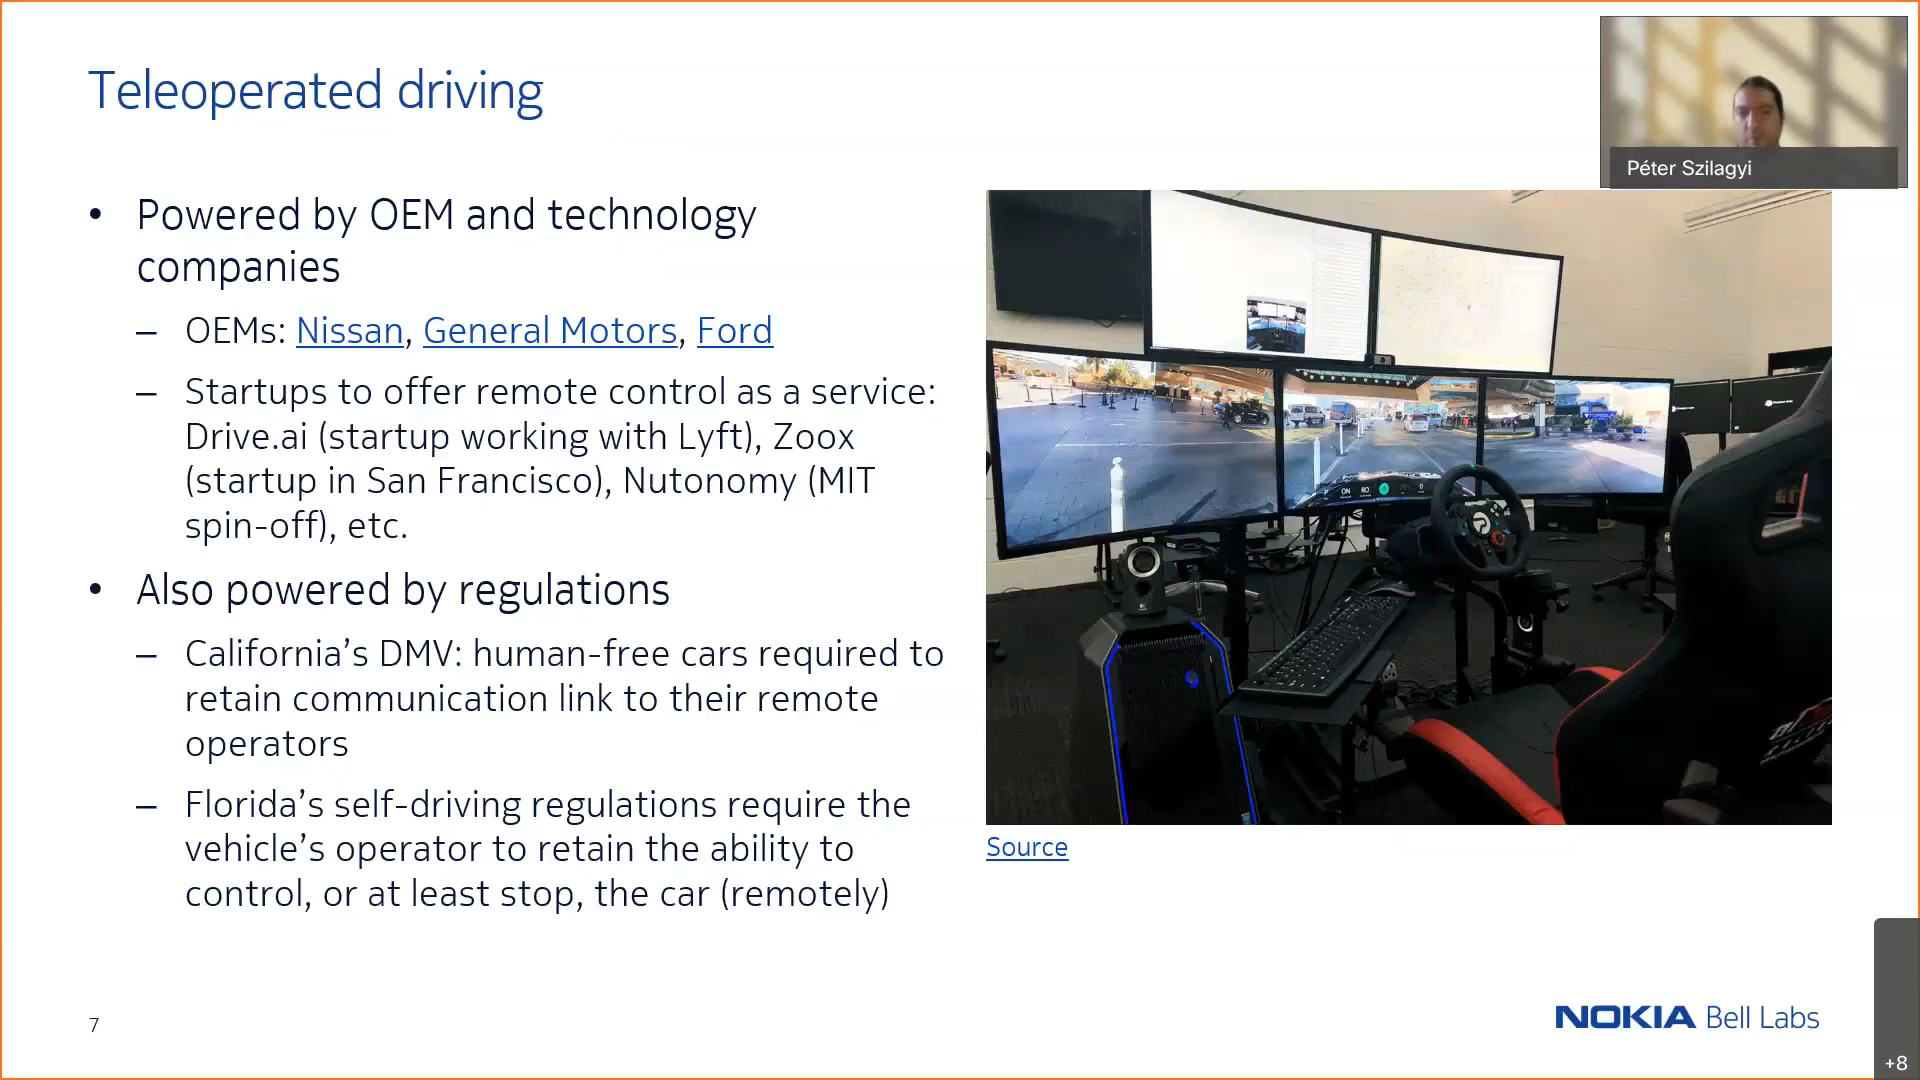 Teleoperated driving
Péter Szilagyi
• Powered by OEM and technology
companies
– OEMs: Nissan, General Motors, Ford
– Startups to offer remote control as a service:
Drive.ai (startup working with Lyft), Zoox
(startup in San Francisco), Nutonomy (MIT
spin-off), etc.
• Also powered by regulations
– California’s DMV: human-free cars required to
retain communication link to their remote
operators
– Florida’s self-driving regulations require the
vehicle’s operator to retain the ability to
control, or at least stop, the car (remotely)
Source
7
NOKIA Bell Labs
+8